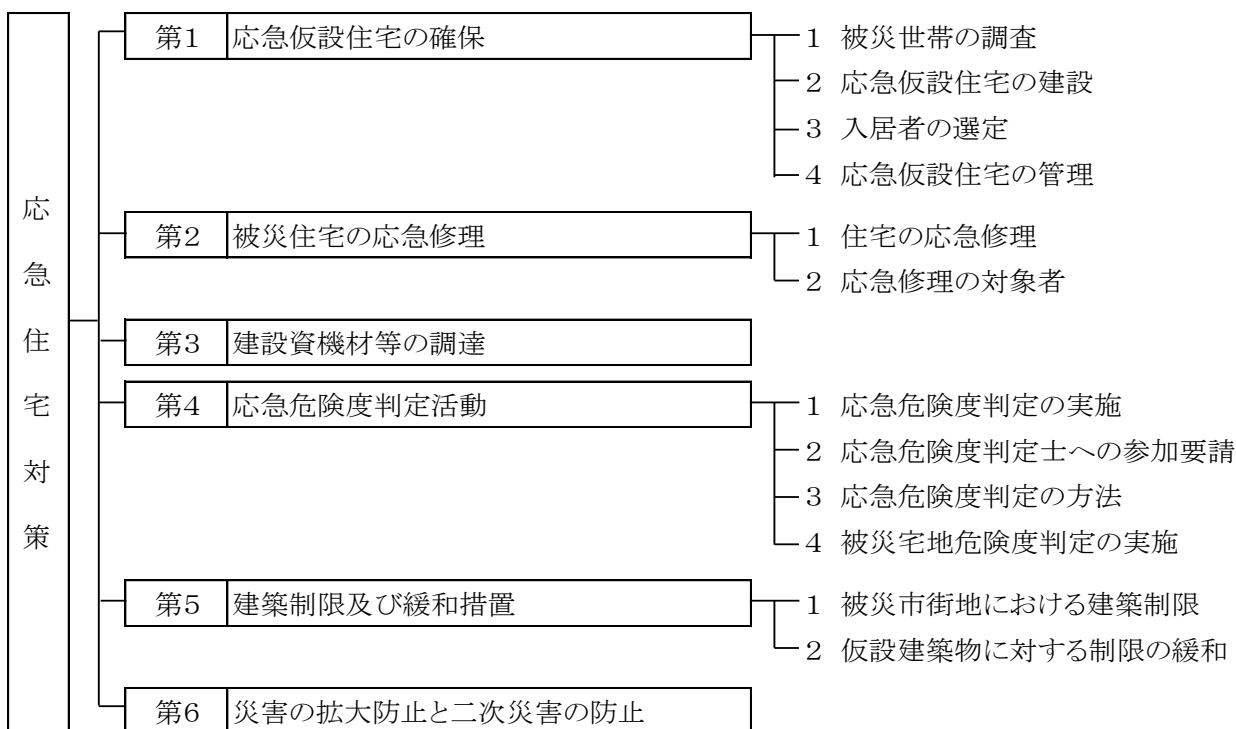 応急住宅対策
第1 応急仮設住宅の確保
1 被災世帯の調査
2 応急仮設住宅の建設
3 入居者の選定
4 応急仮設住宅の管理
第2 被災住宅の応急修理
1 住宅の応急修理
2 応急修理の対象者
第3 建設資機材等の調達
第4 応急危険度判定活動
1 応急危険度判定の実施
2 応急危険度判定士への参加要請
3 応急危険度判定の方法
4 被災宅地危険度判定の実施
第5 建築制限及び緩和措置
1 被災市街地における建築制限
2 仮設建築物に対する制限の緩和
第6 災害の拡大防止と二次災害の防止